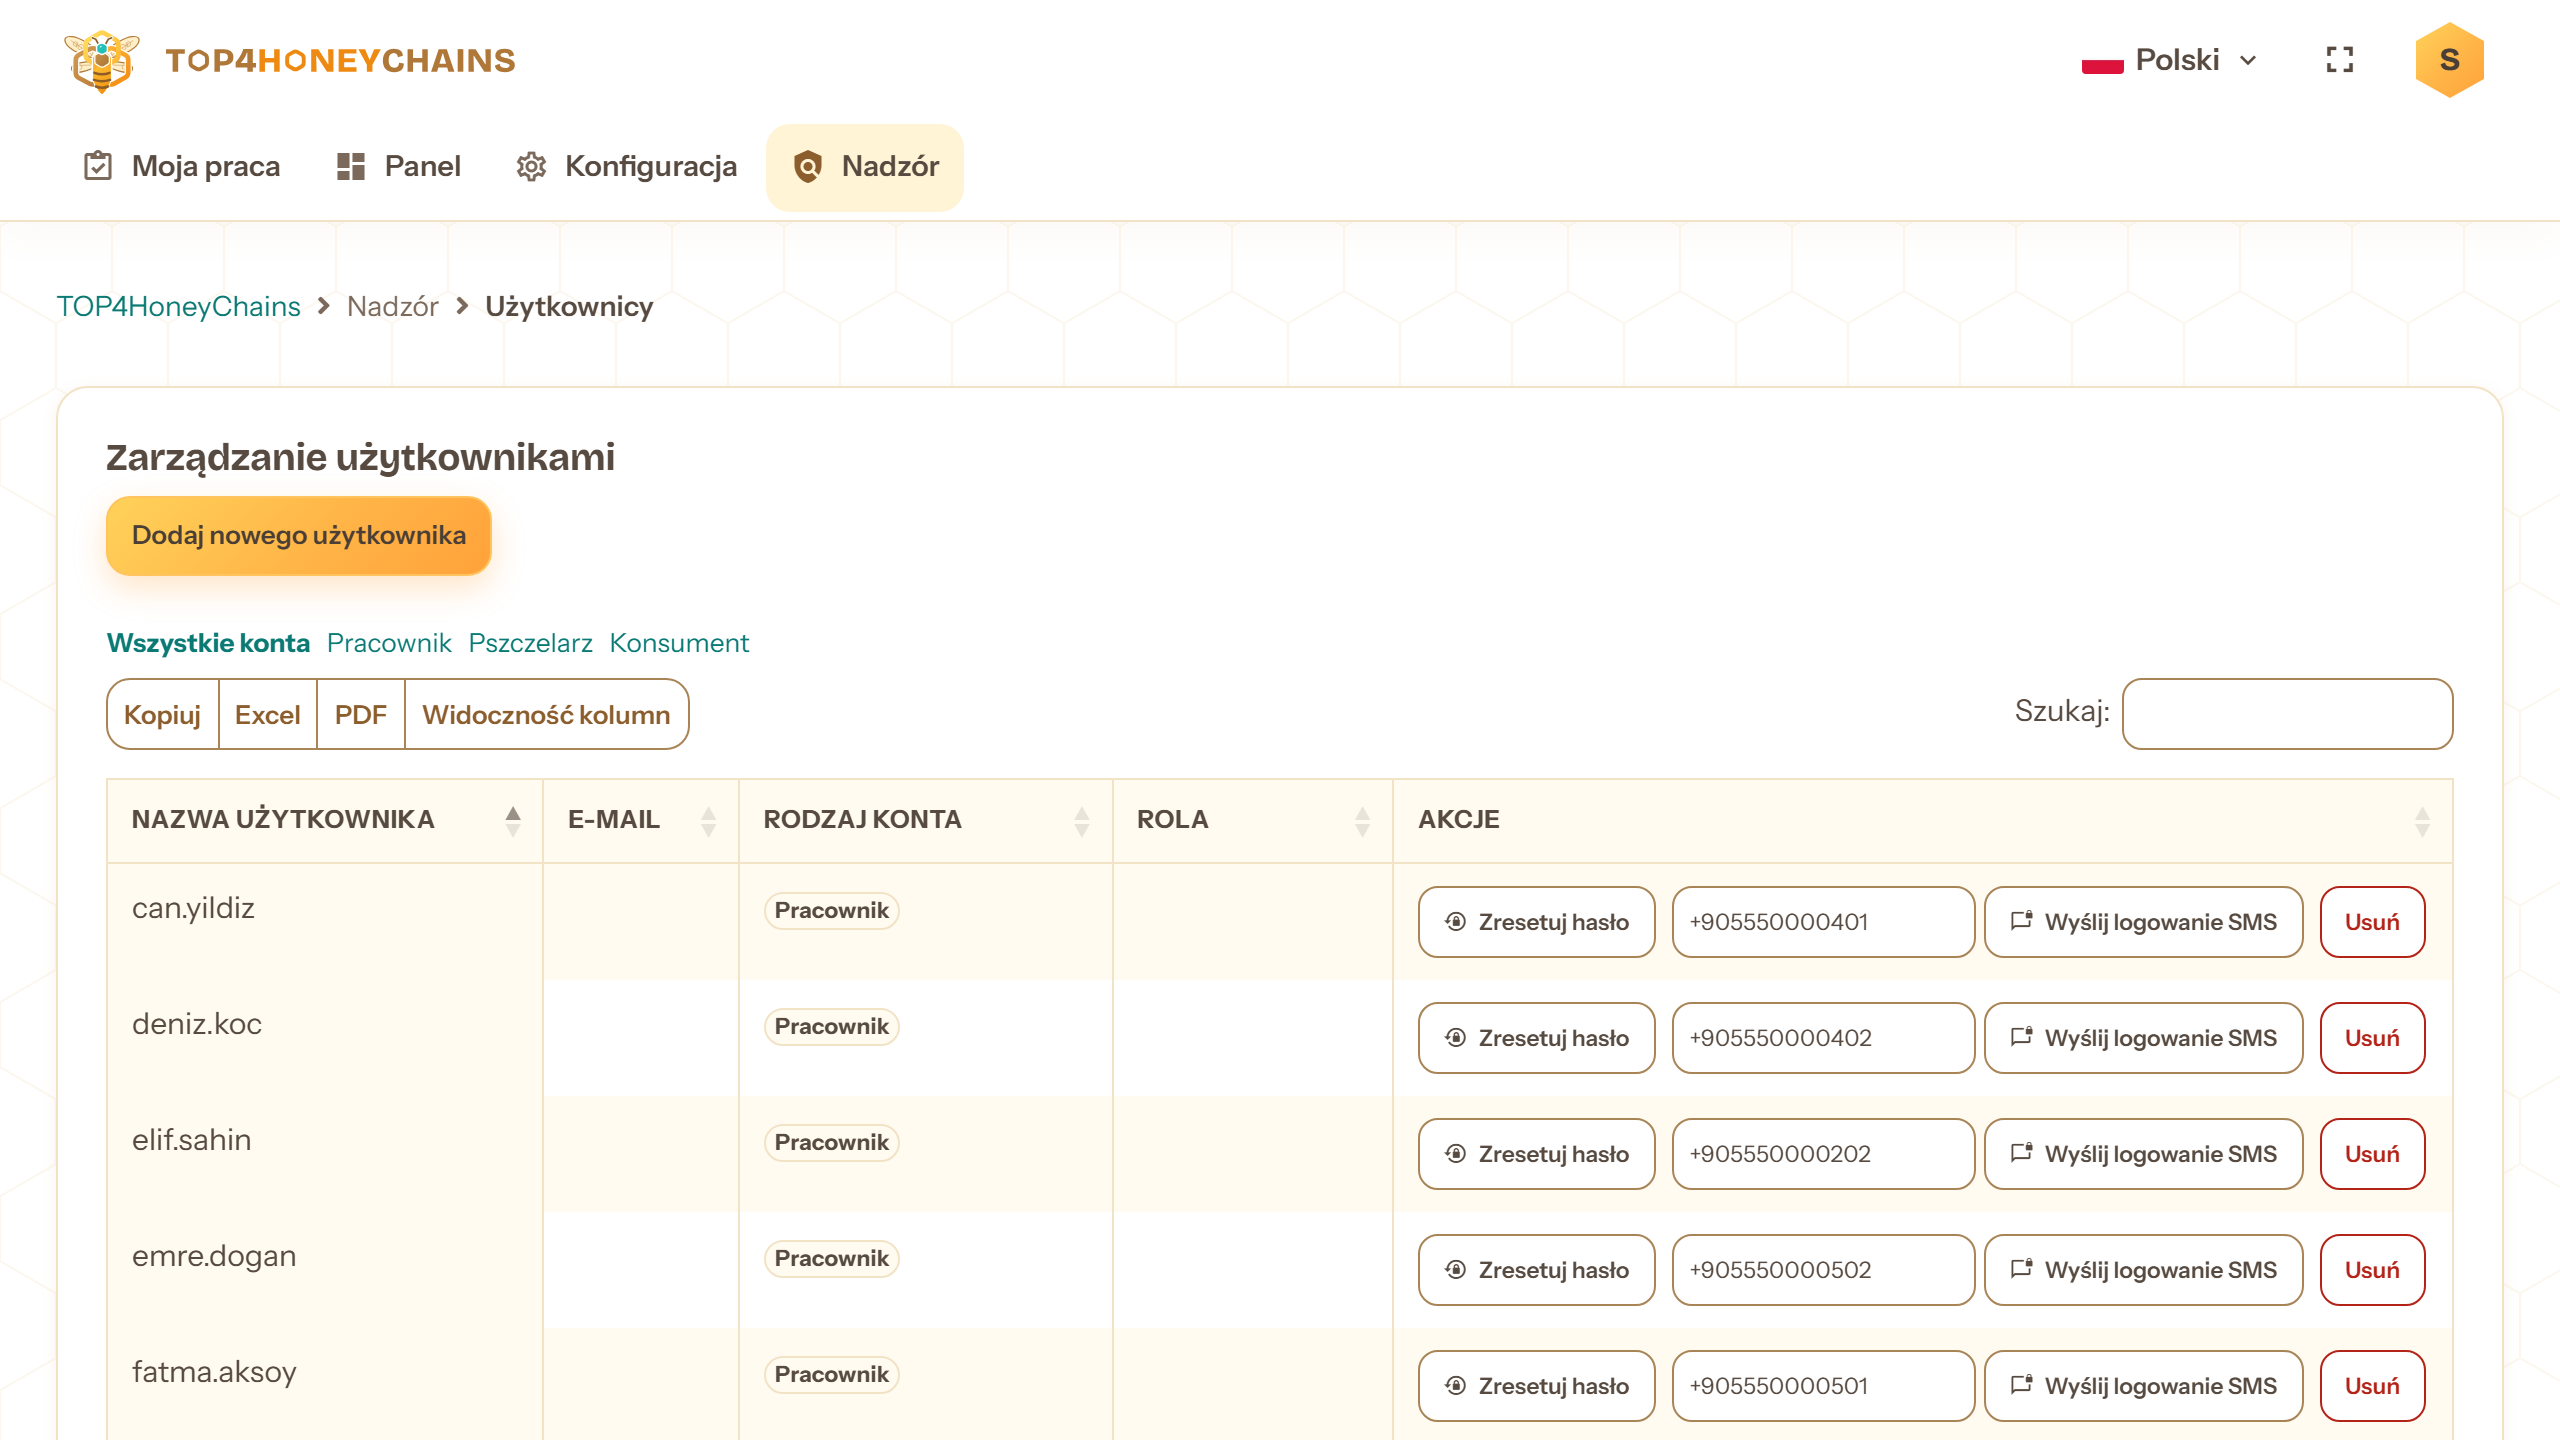 TOP4HONEYCHAINS
Polski
S
Moja praca
Panel
Konfiguracja
Nadzór
TOP4HoneyChains > Nadzór > Użytkownicy
Zarządzanie użytkownikami
Dodaj nowego użytkownika
Wszystkie konta Pracownik Pszczelarz Konsument
Kopiuj Excel PDF Widoczność kolumn
Szukaj:
NAZWA UŻYTKOWNIKA E-MAIL RODZAJ KONTA ROLA AKCJE
can.yildiz Pracownik Zresetuj hasło +905550000401 Wyślij logowanie SMS Usuń
deniz.koc Pracownik Zresetuj hasło +905550000402 Wyślij logowanie SMS Usuń
elif.sahin Pracownik Zresetuj hasło +905550000202 Wyślij logowanie SMS Usuń
emre.dogan Pracownik Zresetuj hasło +905550000502 Wyślij logowanie SMS Usuń
fatma.aksoy Pracownik Zresetuj hasło +905550000501 Wyślij logowanie SMS Usuń